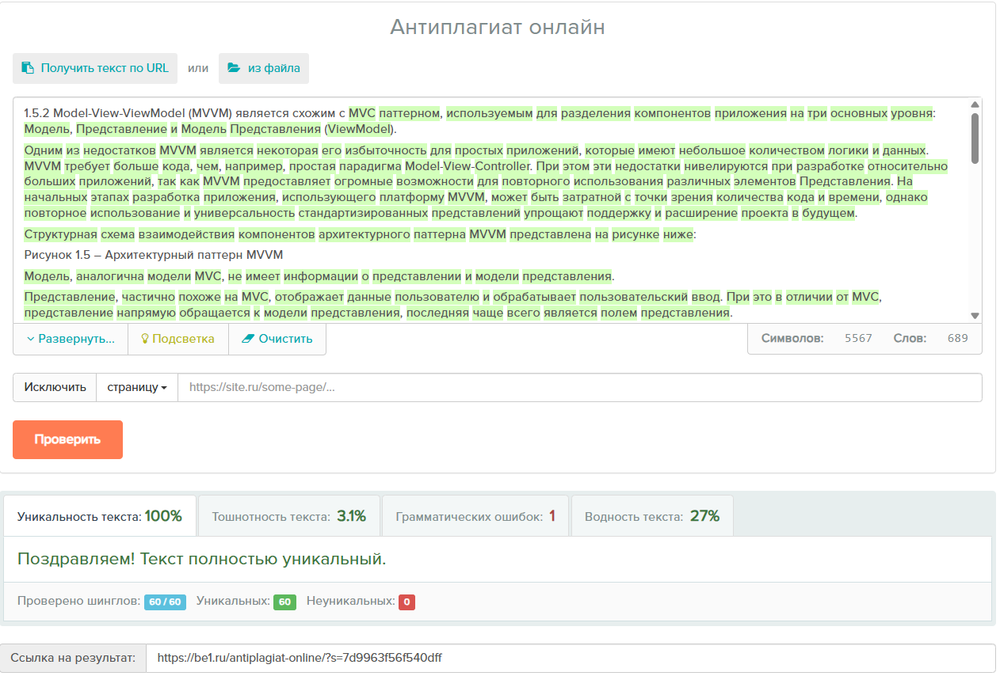 Антиплагиат онлайн
Получить текст по URL или из файла
1.5.2 Model-View-ViewModel (MVVM) является схожим с MVC паттерном, используемым для разделения компонентов приложения на три основных уровня:
Модель, Представление и Модель Представления (ViewModel).
Одним из недостатков MVVM является некоторая его избыточность для простых приложений, которые имеют небольшое количеством логики и данных.
MVVM требует больше кода, чем, например, простая парадигма Model-View-Controller. При этом эти недостатки нивелируются при разработке относительно
больших приложений, так как MVVM предоставляет огромные возможности для повторного использования различных элементов Представления. На
начальных этапах разработка приложения, использующего платформу MVVM, может быть затратной с точки зрения количества кода и времени, однако
повторное использование и универсальность стандартизированных представлений упрощают поддержку и расширение проекта в будущем.
Структурная схема взаимодействия компонентов архитектурного паттерна MVVM представлена на рисунке ниже:
Рисунок 1.5 – Архитектурный паттерн MVVM
Модель, аналогична модели MVC, не имеет информации о представлении и модели представления.
Представление, частично похоже на MVC, отображает данные пользователю и обрабатывает пользовательский ввод. При это в отличии от MVC,
представление напрямую обращается к модели представления, последняя чаще всего является полем представления.
Развернуть... Подсветка Очистить Символов: 5567 Слов: 689
Исключить страницу https://site.ru/some-page/...
Проверить
Уникальность текста: 100% Тошнотность текста: 3.1% Грамматических ошибок: 1 Водность текста: 27%
Поздравляем! Текст полностью уникальный.
Проверено шинглов: 60 / 60 Уникальных: 60 Неуникальных: 0
Ссылка на результат: https://be1.ru/antiplagiat-online/?s=7d9963f56f540dff